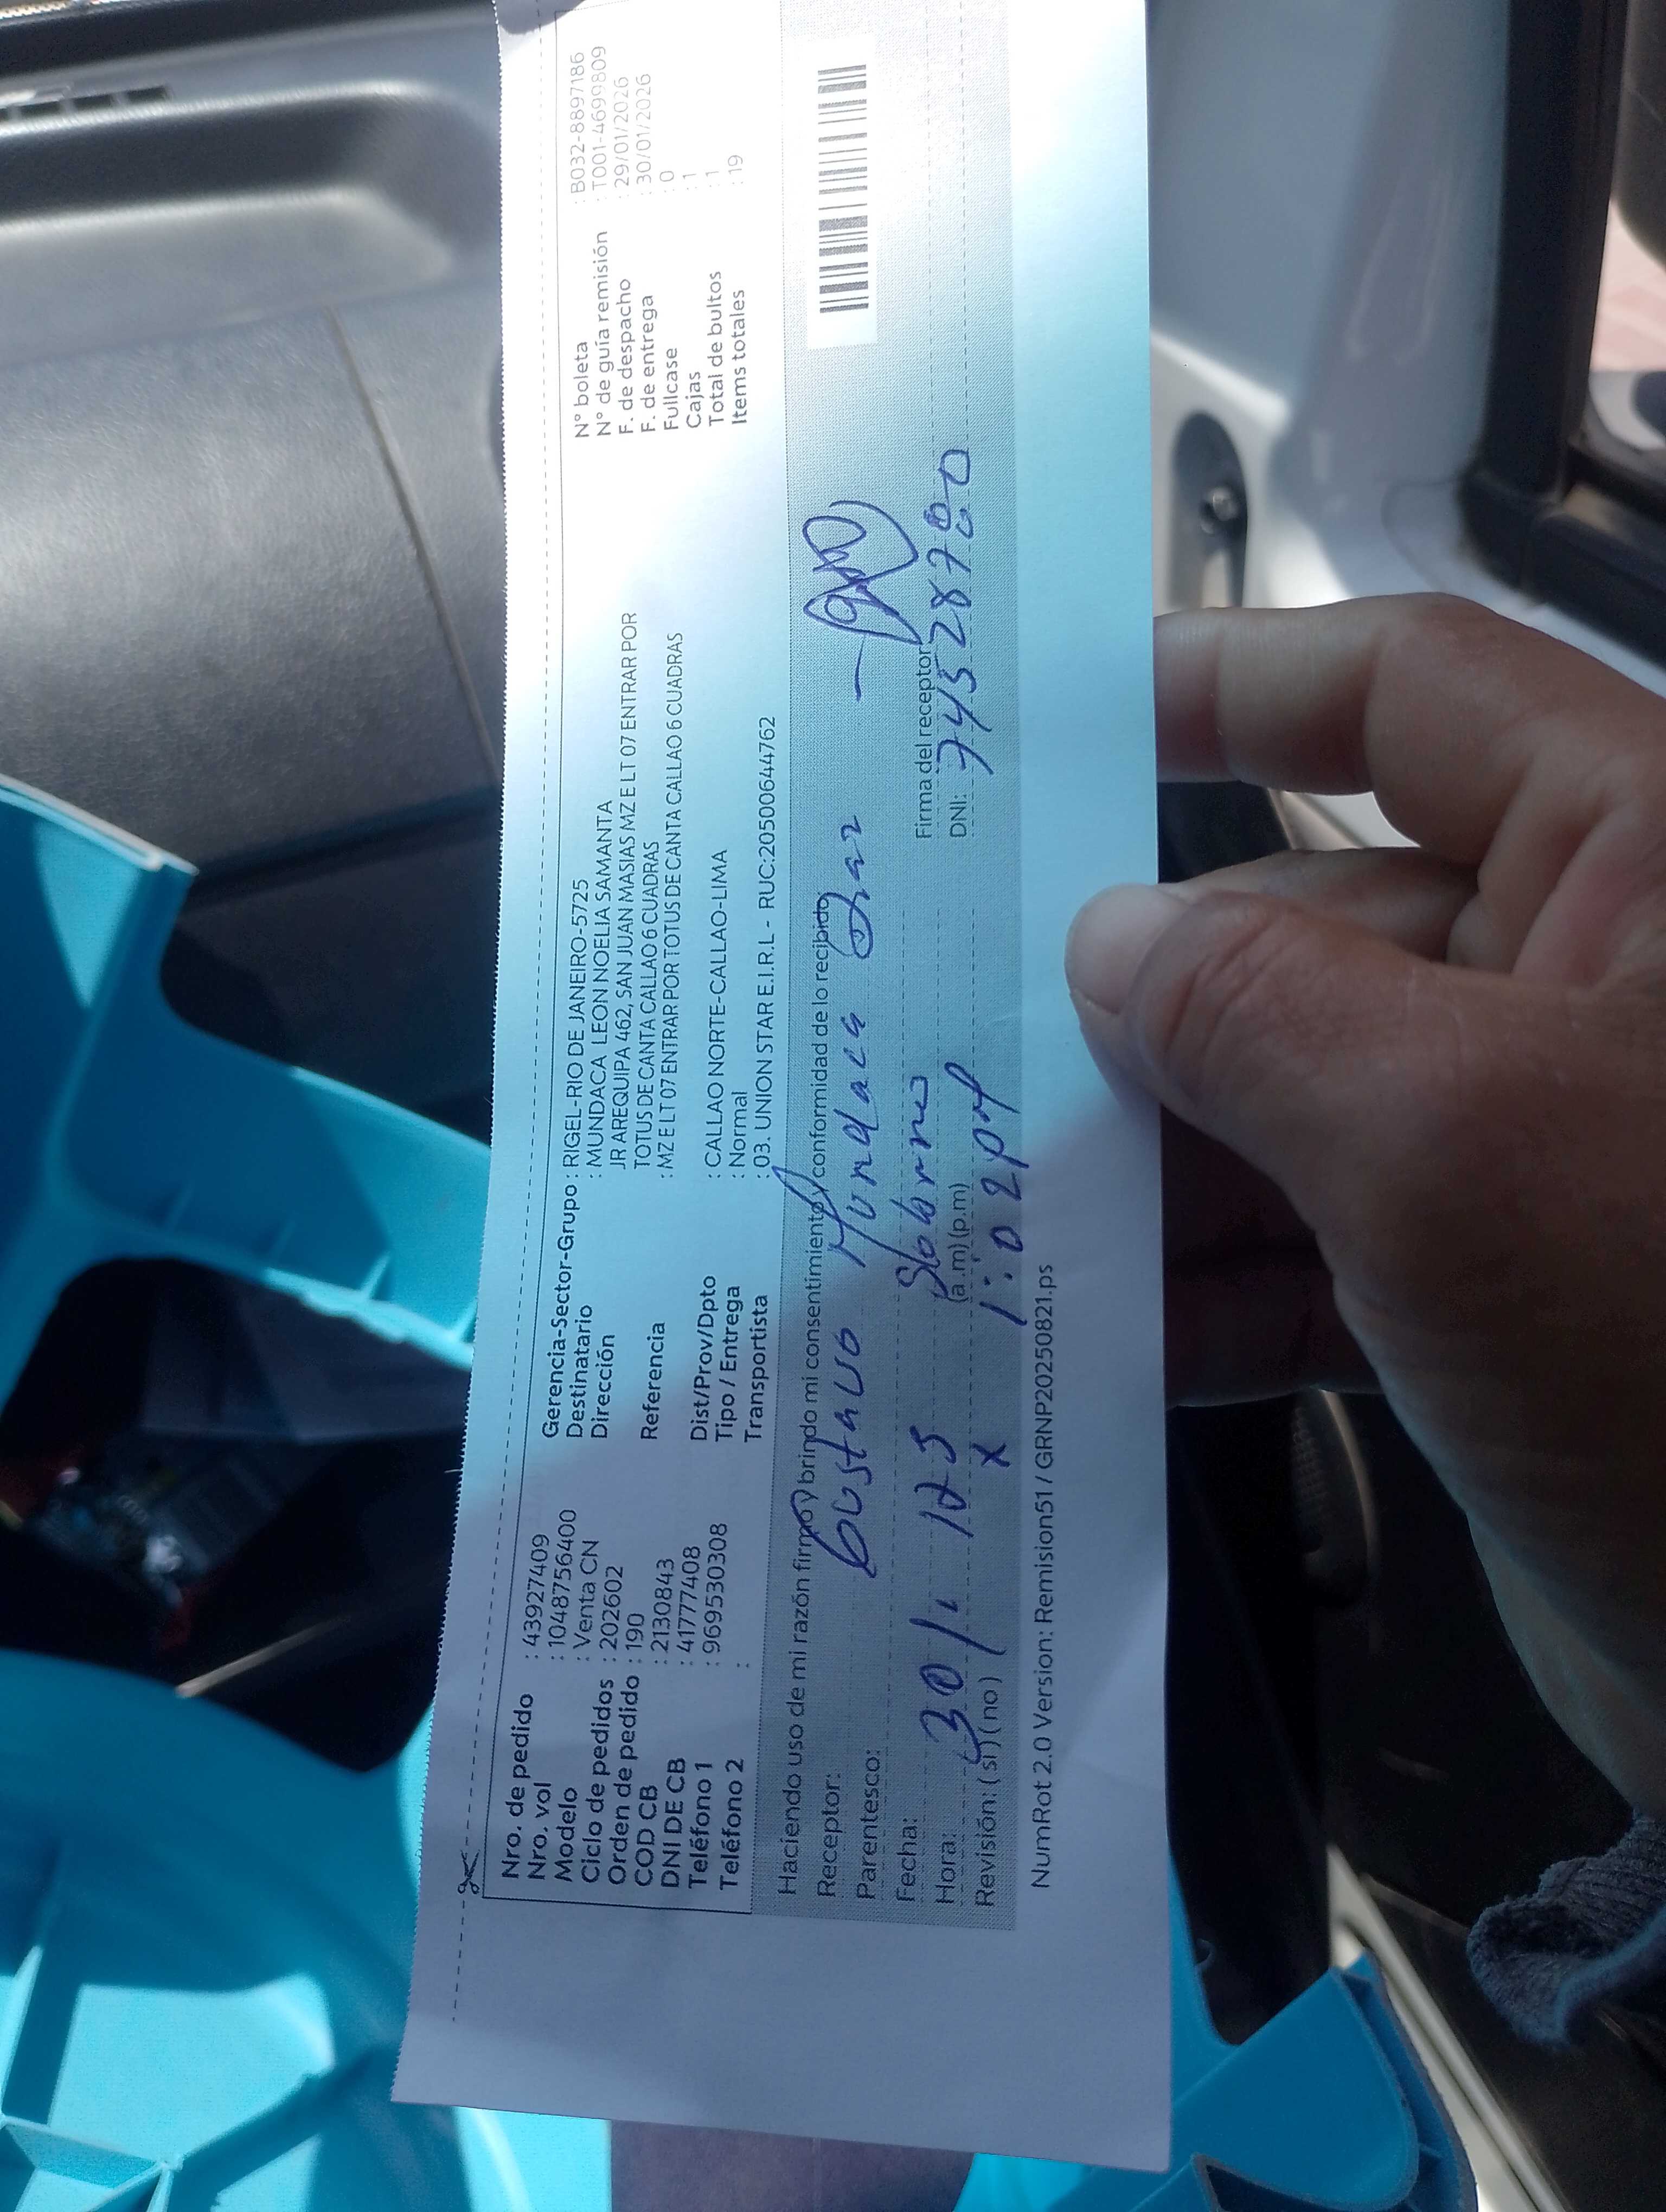 Nro. de pedido : 43927409
Nro. vol : 10487556400
Modelo : Venta CN
Ciclo de pedidos : 202602
Orden de pedido : 190
COD CB : 2130843
DNI DE CB : 41777408
Teléfono 1 : 969530308
Teléfono 2 :
Gerencia-Sector-Grupo : RIGEL-RIO DE JANEIRO-5725
Destinatario : MUNDACA LEON NOELIA SAMANTA
Dirección JR AREQUIPA 462, SAN JUAN MASIAS MZ E LT 07 ENTRAR POR
TOTUS DE CANTA CALLAO 6 CUADRAS
Referencia : MZ E LT 07 ENTRAR POR TOTUS DE CANTA CALLAO 6 CUADRAS
Dist/Prov/Dpto : CALLAO NORTE-CALLAO-LIMA
Tipo / Entrega : Normal
Transportista : 03. UNION STAR E.I.R.L - RUC:20500644762
N° boleta : B032-8897186
N° de guía remisión : T001-4699809
F. de despacho : 29/01/2026
F. de entrega : 30/01/2026
Fullcase : 0
Cajas : 1
Total de bultos : 1
Items totales : 19
Haciendo uso de mi razón firmo y brindo mi consentimiento y conformidad de lo recibido
Receptor: Gustavo Mundaca Diaz
Parentesco: Sobrino
Firma del receptor
Fecha: 30
Hora: (a.m) (p.m) 1:02 pm
DNI: 74528780
Revisión: (si) (no) x
NumRot 2.0 Version: Remision51 / GRNP20250821.ps